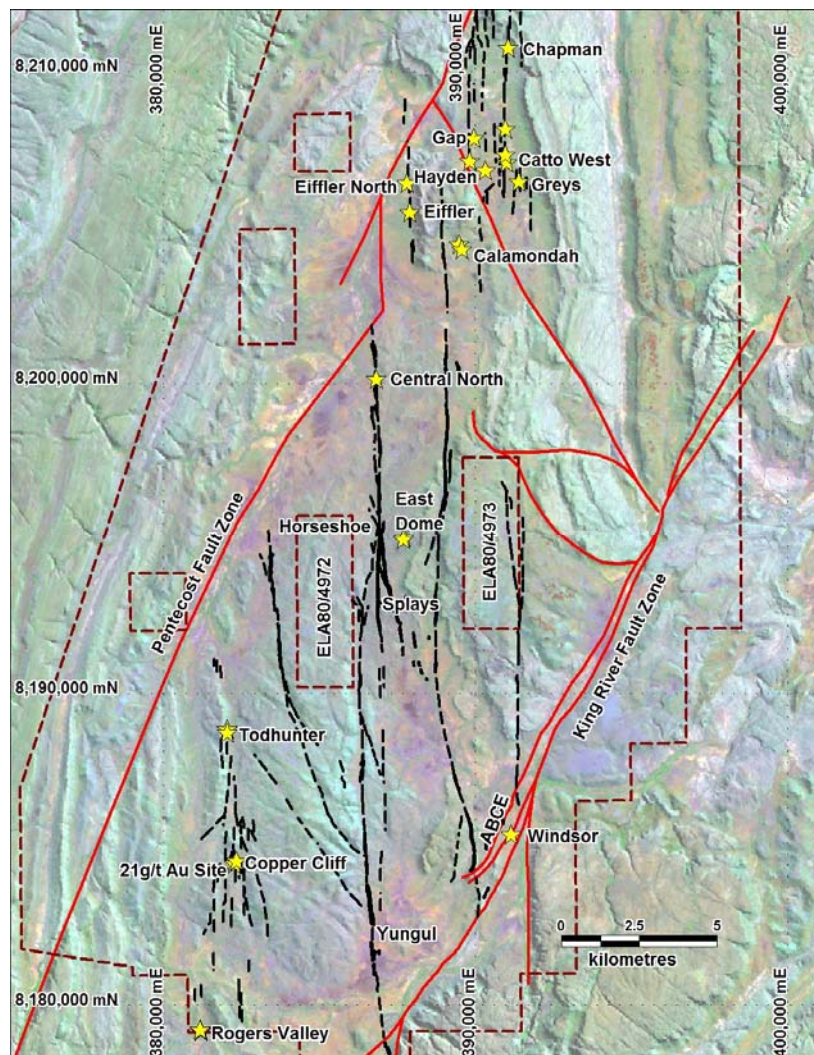 380,000 mE
390,000 mE
400,000 mE
8,210,000 mN
Chapman
Gap
Catto West
Hayden
Eiffler North
Greys
Eiffler
Calamondah
8,200,000 mN
Central North
East
Dome
Horseshoe
ELA80/4973
ELA80/4972
Pentecost Fault Zone
Splays
King River Fault Zone
8,190,000 mN
Todhunter
ABCE
Windsor
21g/t Au Site
Copper Cliff
Yungul
0
2.5
5
kilometres
8,180,000 mN
Rogers Valley
380,000 mE
390,000 mE
400,000 mE